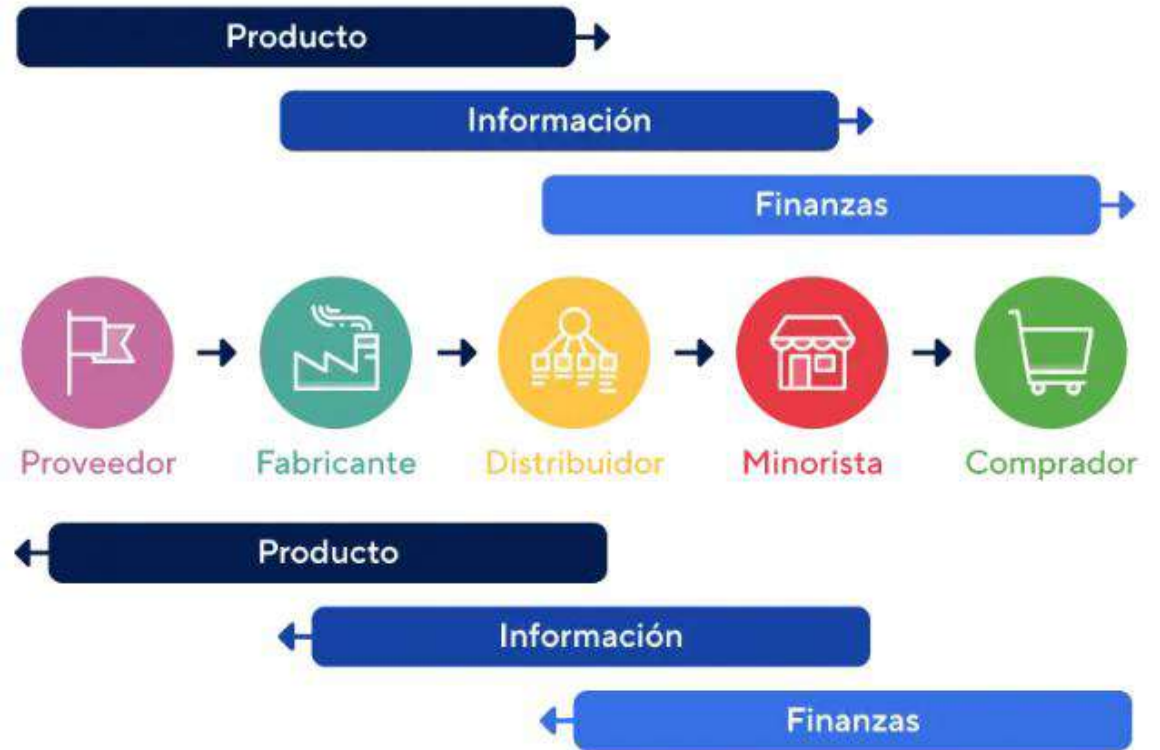 Producto
Información
Finanzas
Proveedor
Fabricante
Distribuidor
Minorista
Comprador
Producto
Información
Finanzas